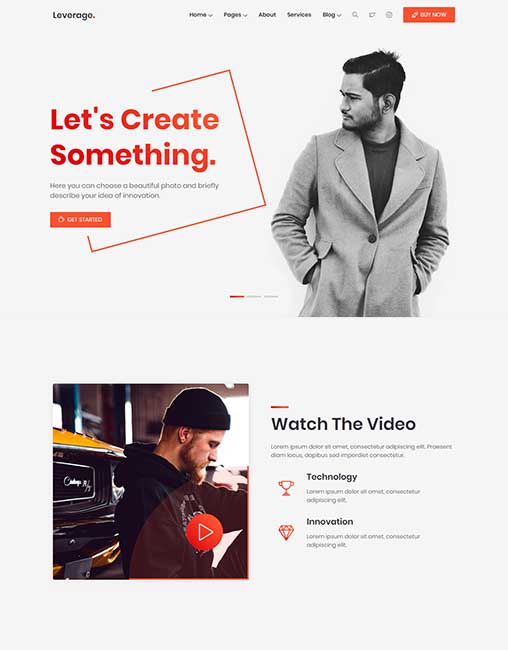 Leverage.
Home Pages About Services Blog BUY NOW
Let's Create
Something.
Here you can choose a beautiful photo and briefly
describe your idea of innovation.
GET STARTED
Watch The Video
Lorem ipsum dolor sit amet, consectetur adipiscing elit. Praesent
diam lacus, dapibus sed imperdiet consectetur.
Technology
Lorem ipsum dolor sit amet, consectetur
adipiscing elit.
Innovation
Lorem ipsum dolor sit amet, consectetur
adipiscing elit.